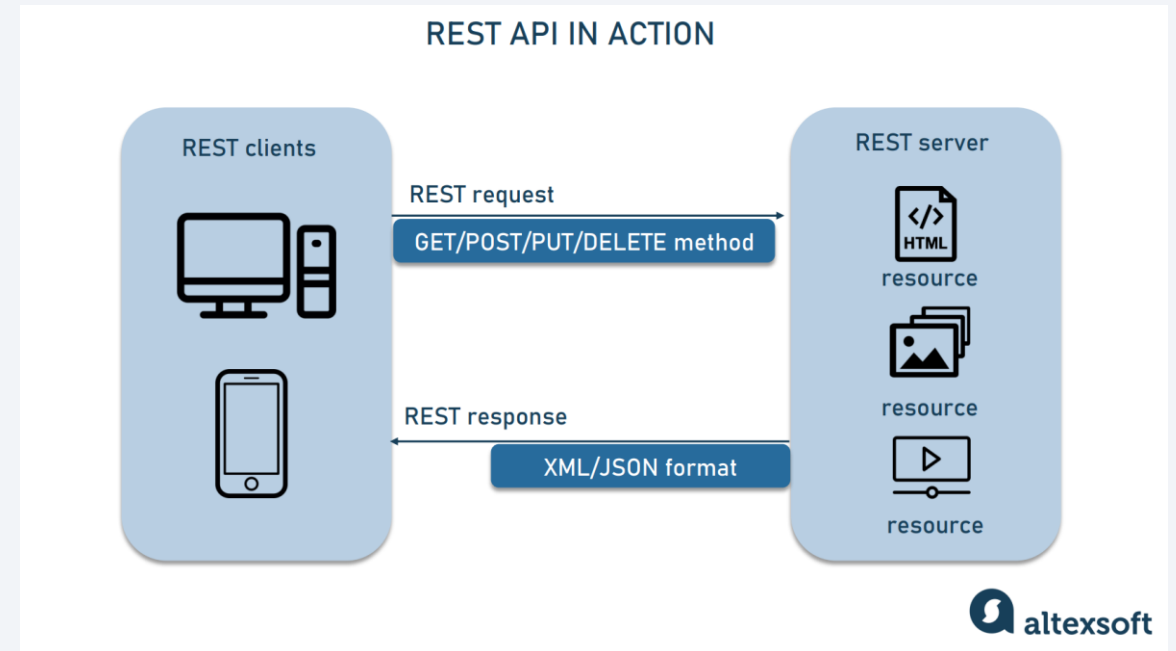 REST API IN ACTION
REST clients
REST request
GET/POST/PUT/DELETE method
REST response
XML/JSON format
REST server
</>
HTML
resource
resource
resource
altexsoft